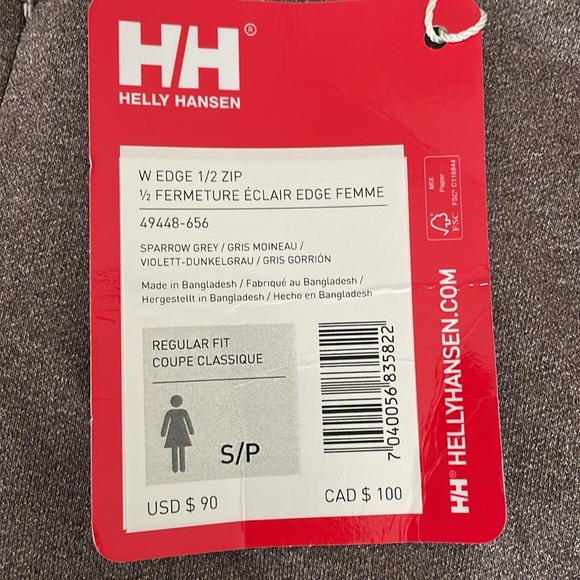 HH®
HELLY HANSEN
W EDGE 1/2 ZIP
½ FERMETURE ÉCLAIR EDGE FEMME
49448-656
SPARROW GREY / GRIS MOINEAU /
VIOLETT-DUNKELGRAU / GRIS GORRIÓN
Made in Bangladesh / Fabriqué au Bangladesh /
Hergestellt in Bangladesh / Hecho en Bangladesh
REGULAR FIT
COUPE CLASSIQUE
S/P
7 040056 835822
USD $ 90
CAD $ 100
MIX
Paper
FSC® C116844
FSC
HH® HELLYHANSEN.COM